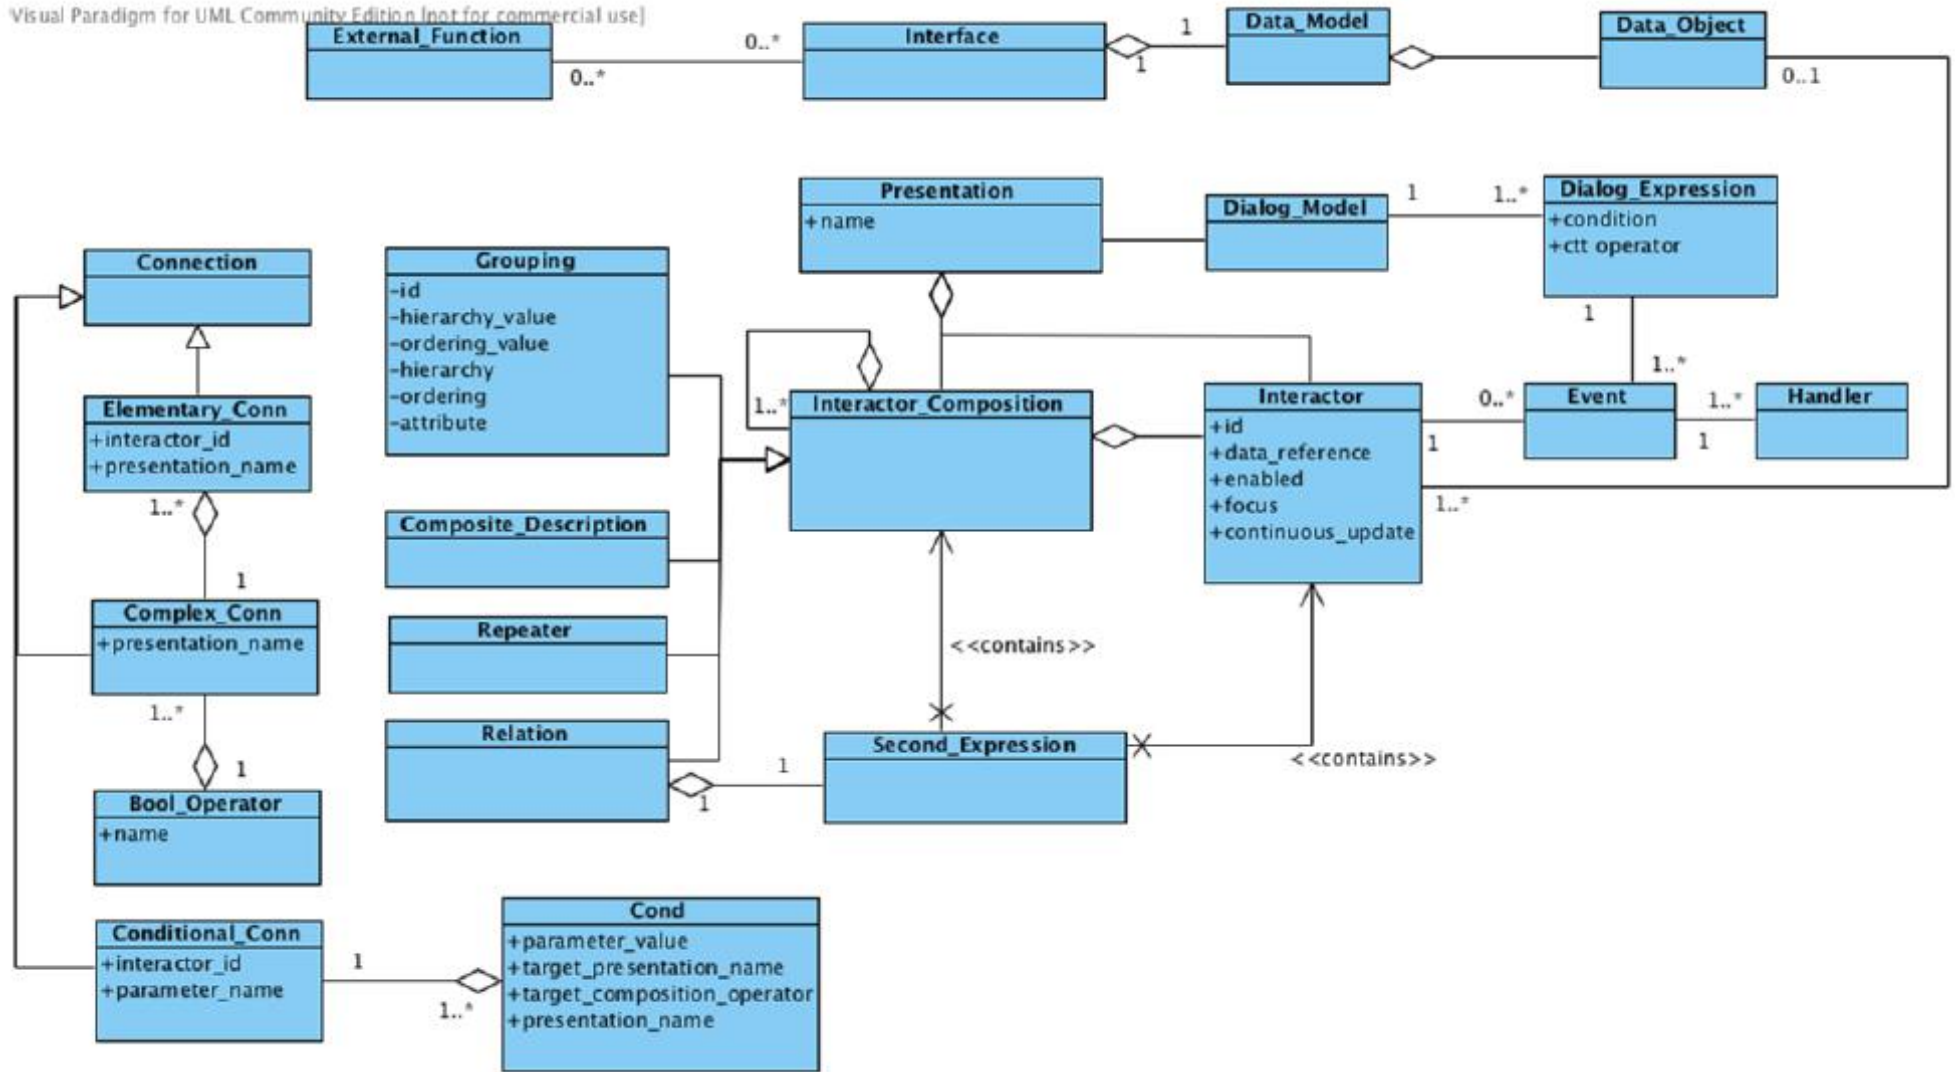 Visual Paradigm for UML Community Edition [not for commercial use]
External_Function
0..*
0..*
Interface
1
1
Data_Model
Data_Object
0..1
Presentation
+name
Dialog_Model
1
1..*
Dialog_Expression
+condition
+ctt operator
1
1..*
Connection
Grouping
-id
-hierarchy_value
-ordering_value
-hierarchy
-ordering
-attribute
1..*
Interactor_Composition
Interactor
+id
+data_reference
+enabled
+focus
+continuous_update
0..*
1
Event
1..*
1
Handler
1..*
Elementary_Conn
+interactor_id
+presentation_name
1..*
1
Composite_Description
Complex_Conn
+presentation_name
1..*
1
Repeater
<<contains>>
Relation
1
1
Second_Expression
<<contains>>
Bool_Operator
+name
Conditional_Conn
+interactor_id
+parameter_name
1
1..*
Cond
+parameter_value
+target_presentation_name
+target_composition_operator
+presentation_name